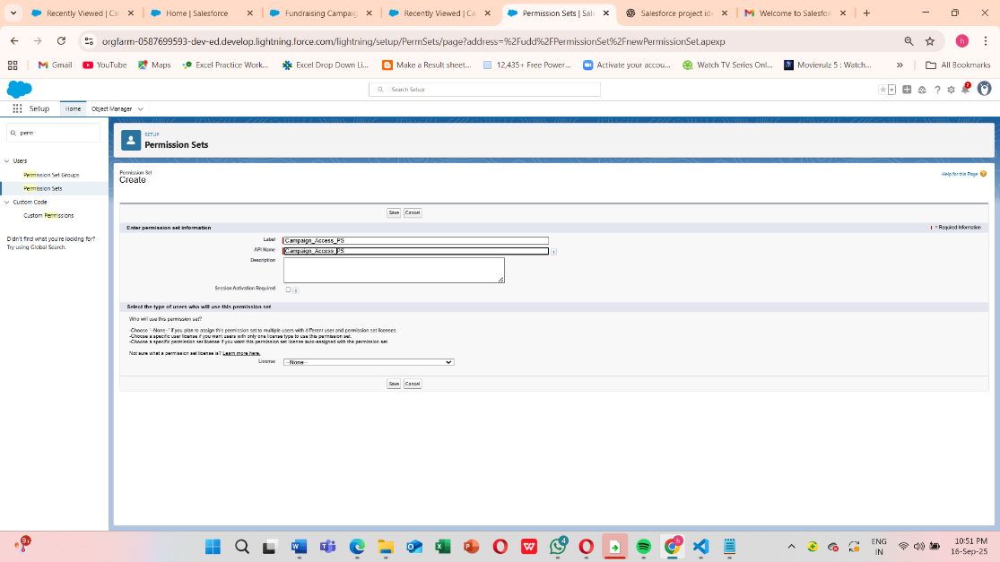 Recently Viewed | Ca
Home | Salesforce
Fundraising Campaig
Recently Viewed | Ca
Permission Sets | Sale
Salesforce project ide
Welcome to Salesforc
orgfarm-0587699593-dev-ed.develop.lightning.force.com/lightning/setup/PermSets/page?address=%2Fudd%2FPermissionSet%2FnewPermissionSet.apexp
Gmail
YouTube
Maps
Excel Practice Work...
Excel Drop Down Li...
Make a Result sheet...
12,435+ Free Power...
Activate your accou...
Watch TV Series Onl...
Movierulz 5 : Watch...
All Bookmarks
Search Setup
Setup
Home
Object Manager
perm
Users
Permission Set Groups
Permission Sets
Custom Code
Custom Permissions
Didn't find what you're looking for?
Try using Global Search.
SETUP
Permission Sets
Permission Set
Create
Help for this Page
Save Cancel
Enter permission set information
= Required Information
Label Campaign_Access_PS
API Name Campaign_Access_PS
Description
Session Activation Required
Select the type of users who will use this permission set
Who will use this permission set?
-Choose '--None--' if you plan to assign this permission set to multiple users with different user and permission set licenses.
-Choose a specific user license if you want users with only one license type to use this permission set.
-Choose a specific permission set license if you want this permission set license auto-assigned with the permission set.
Not sure what a permission set license is? Learn more here.
License --None--
Save Cancel
9+
4
ENG
IN
10:51 PM
16-Sep-25